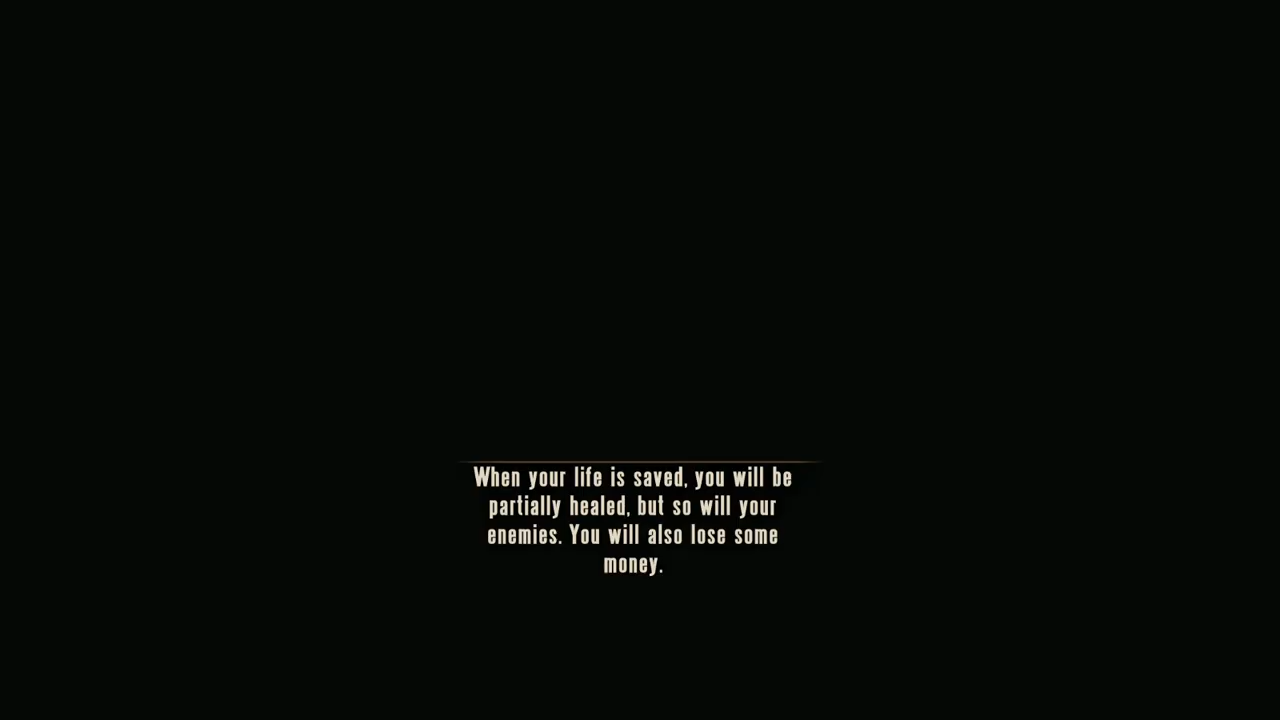 When your life is saved, you will be
partially healed, but so will your
enemies. You will also lose some
money.